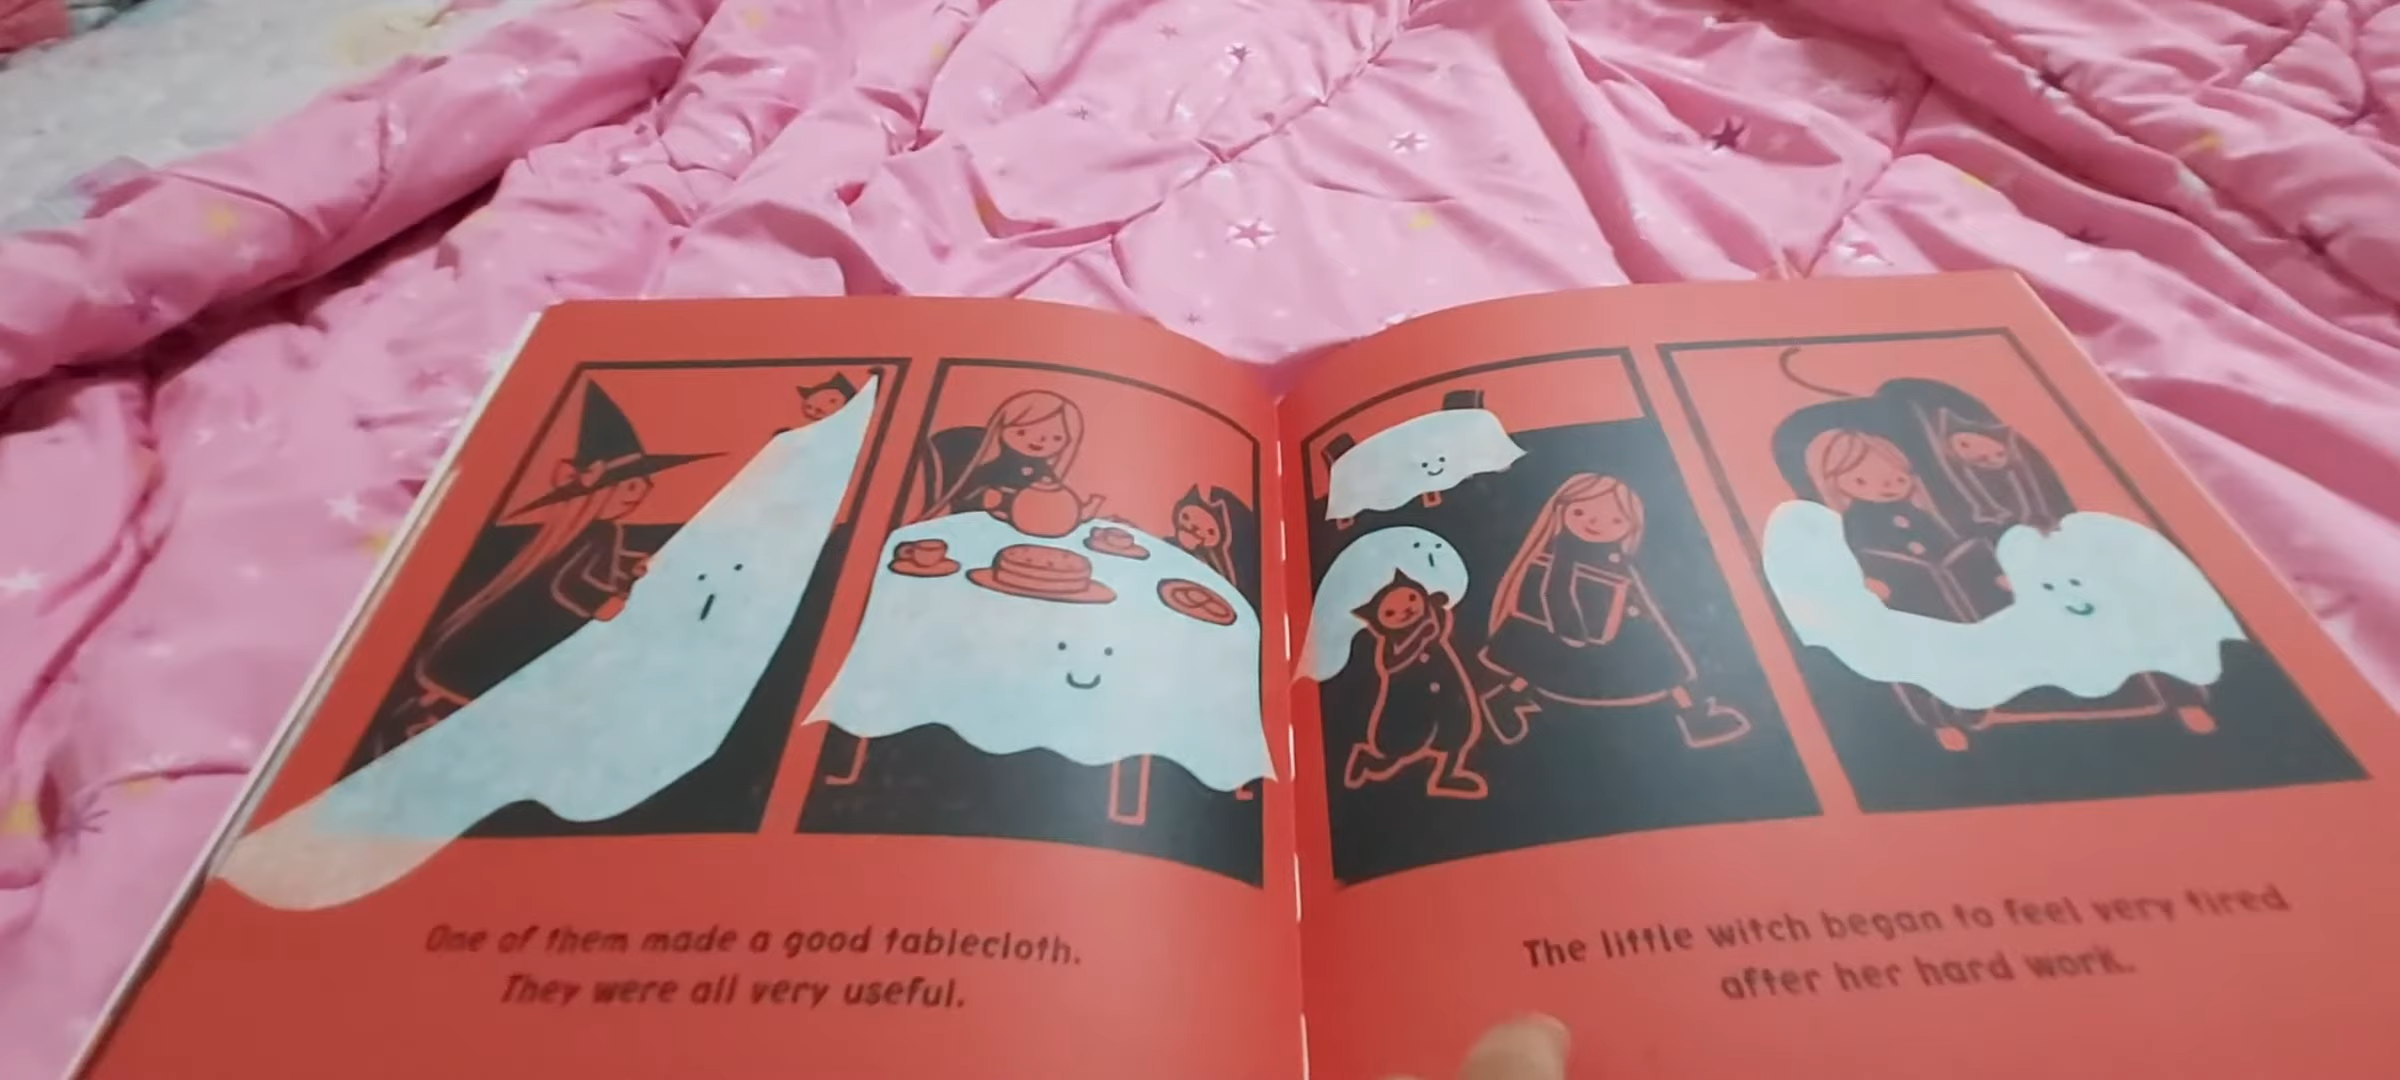 One of them made a good tablecloth.
They were all very useful.
The little witch began to feel very tired
after her hard work.